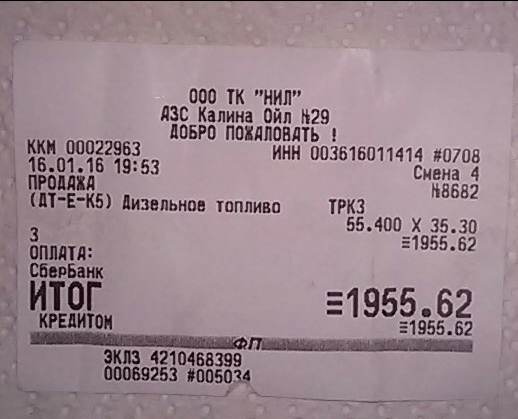 ООО ТК "НИЛ"
АЗС Калина Ойл №29
ДОБРО ПОЖАЛОВАТЬ !
ККМ 00022963 ИНН 003616011414 #0708
16.01.16 19:53 Смена 4
ПРОДАЖА №8682
(ДТ-Е-К5) Дизельное топливо ТРК3
55.400 X 35.30
≡1955.62
3
ОПЛАТА:
СберБанк
ИТОГ ≡1955.62
КРЕДИТОМ ≡1955.62
ФП
ЭКЛЗ 4210468399
00069253 #005034